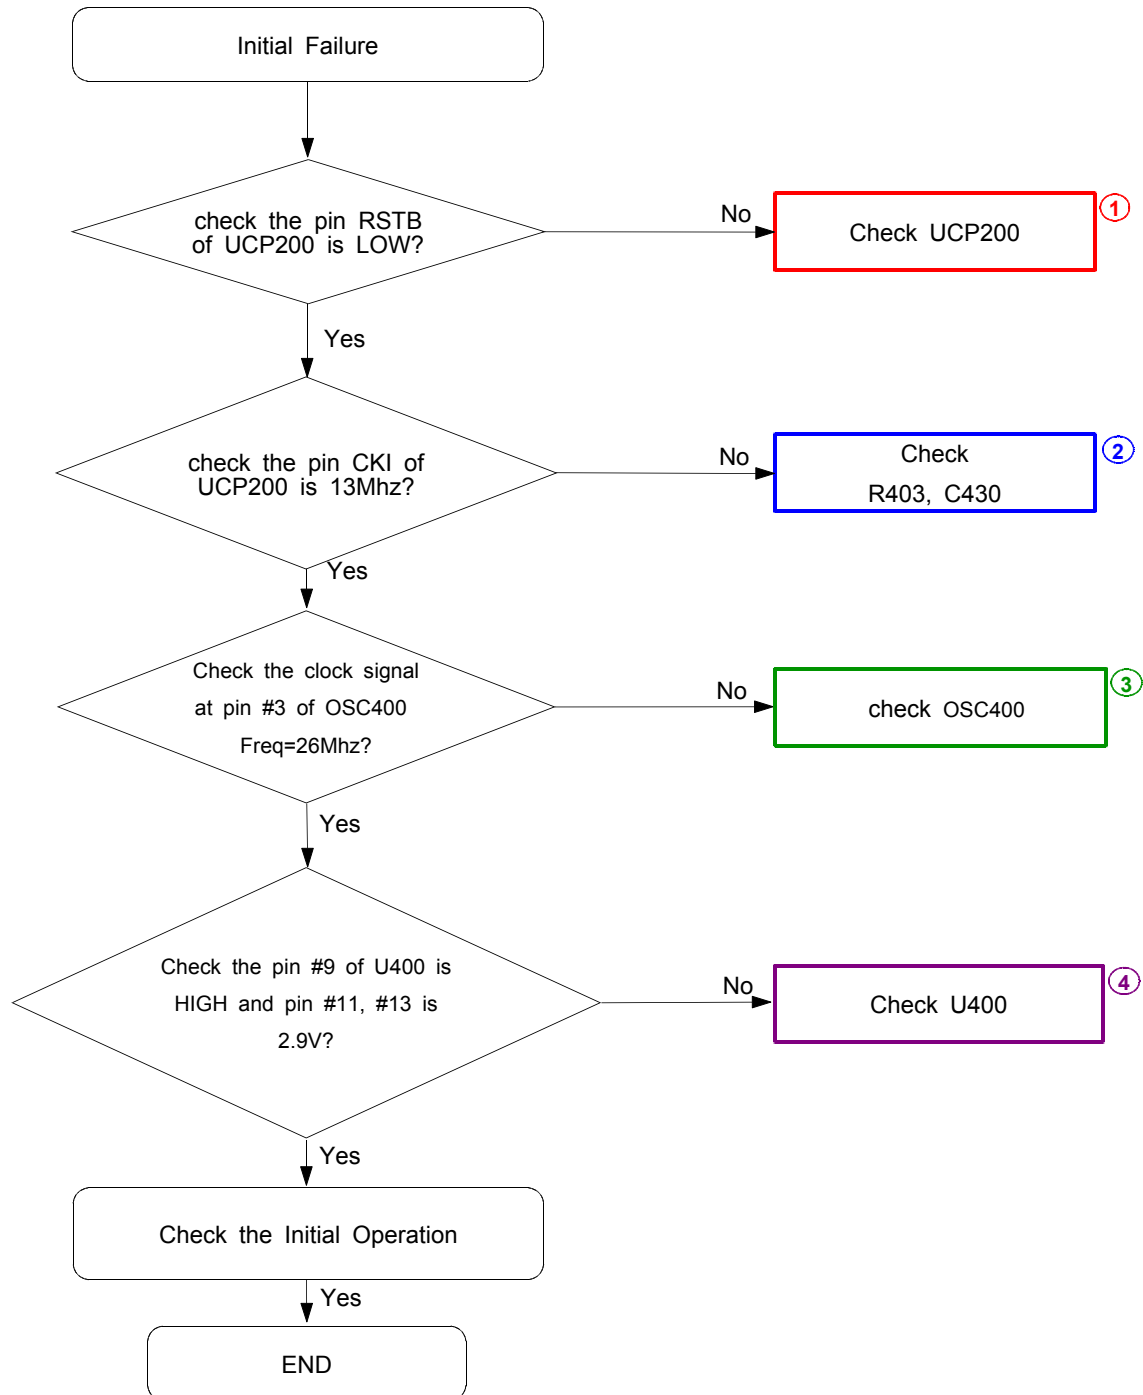 Initial Failure
check the pin RSTB
of UCP200 is LOW?
No
Check UCP200
1
Yes
check the pin CKI of
UCP200 is 13Mhz?
No
Check
R403, C430
2
Yes
Check the clock signal
at pin #3 of OSC400
Freq=26Mhz?
No
check OSC400
3
Yes
Check the pin #9 of U400 is
HIGH and pin #11, #13 is
2.9V?
No
Check U400
4
Yes
Check the Initial Operation
Yes
END